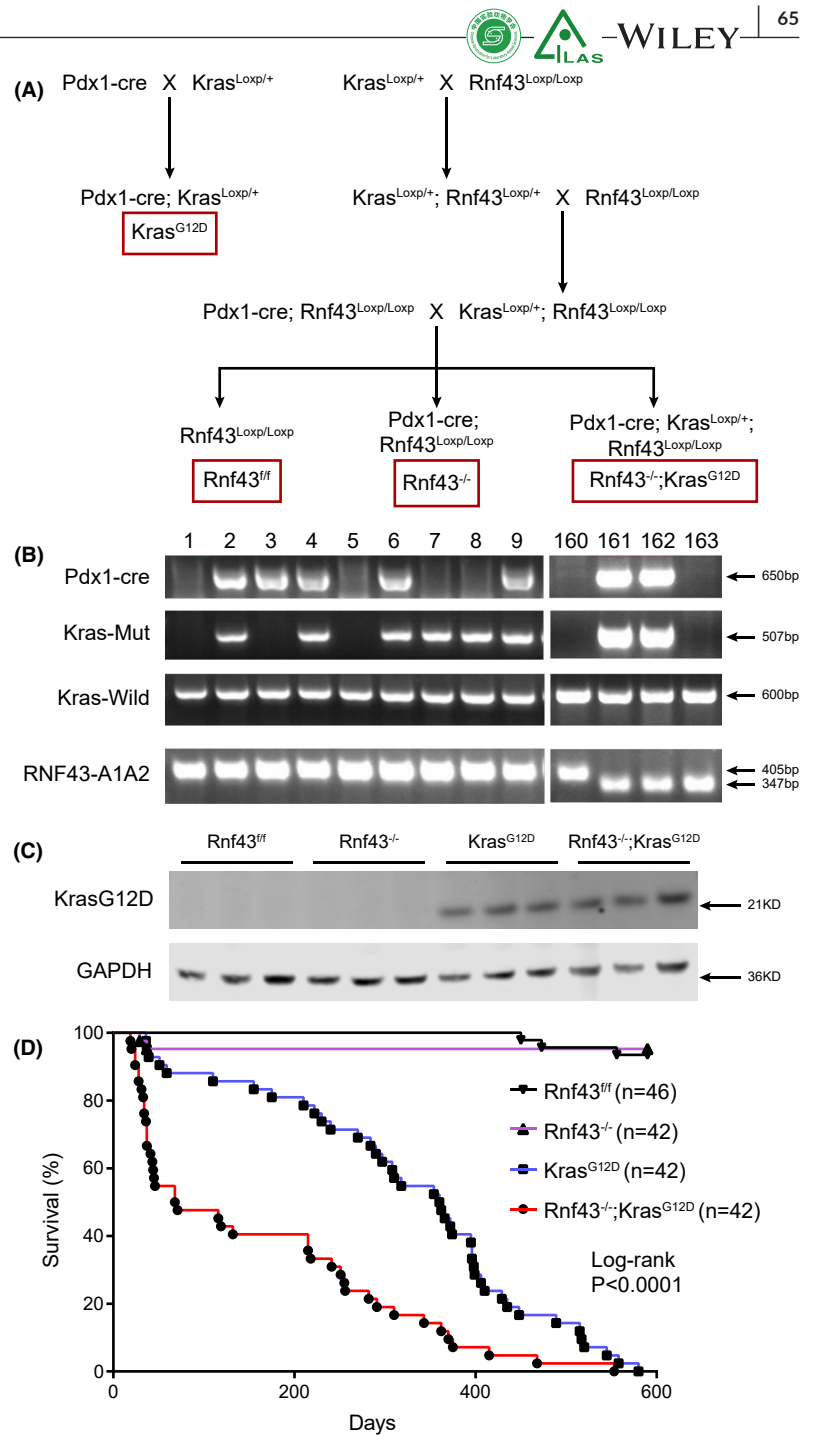 ILAS WILEY 65
(A) Pdx1-cre X Kras^Loxp/+ Kras^Loxp/+ X Rnf43^Loxp/Loxp
Pdx1-cre; Kras^Loxp/+ Kras^Loxp/+; Rnf43^Loxp/+ X Rnf43^Loxp/Loxp
Kras^G12D
Pdx1-cre; Rnf43^Loxp/Loxp X Kras^Loxp/+; Rnf43^Loxp/Loxp
Rnf43^Loxp/Loxp
Rnf43^f/f
Pdx1-cre;
Rnf43^Loxp/Loxp
Rnf43^-/-
Pdx1-cre; Kras^Loxp/+;
Rnf43^Loxp/Loxp
Rnf43^-/-;Kras^G12D
(B) 1 2 3 4 5 6 7 8 9 160 161 162 163
Pdx1-cre 650bp
Kras-Mut 507bp
Kras-Wild 600bp
RNF43-A1A2 405bp
347bp
(C) Rnf43^f/f Rnf43^-/- Kras^G12D Rnf43^-/-;Kras^G12D
KrasG12D 21KD
GAPDH 36KD
(D)
Survival (%)
100
80
60
40
20
0
0 200 400 600
Days
Rnf43^f/f (n=46)
Rnf43^-/- (n=42)
Kras^G12D (n=42)
Rnf43^-/-;Kras^G12D (n=42)
Log-rank
P<0.0001